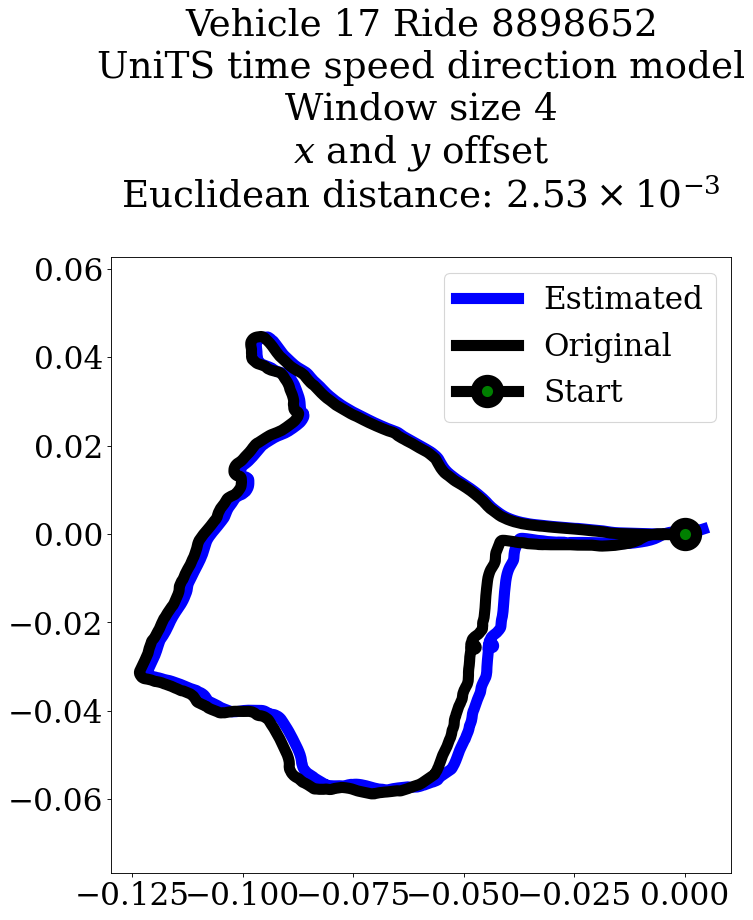 Vehicle 17 Ride 8898652
UniTS time speed direction model
Window size 4
x and y offset
Euclidean distance: 2.53 × 10⁻³
0.06
Estimated
0.04
Original
Start
0.02
0.00
−0.02
−0.04
−0.06
−0.125 −0.100 −0.075 −0.050 −0.025 0.000